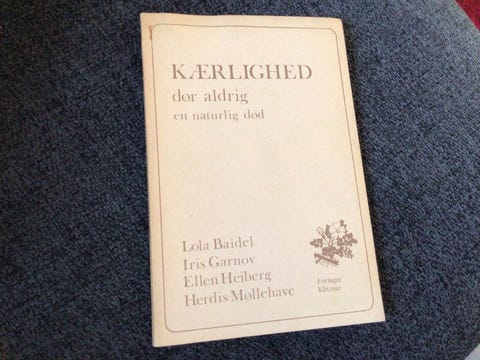 KÆRLIGHED
dør aldrig
en naturlig død
Lola Baidel
Iris Garnov
Ellen Heiberg
Herdis Møllehave
Forlaget
Klitrose